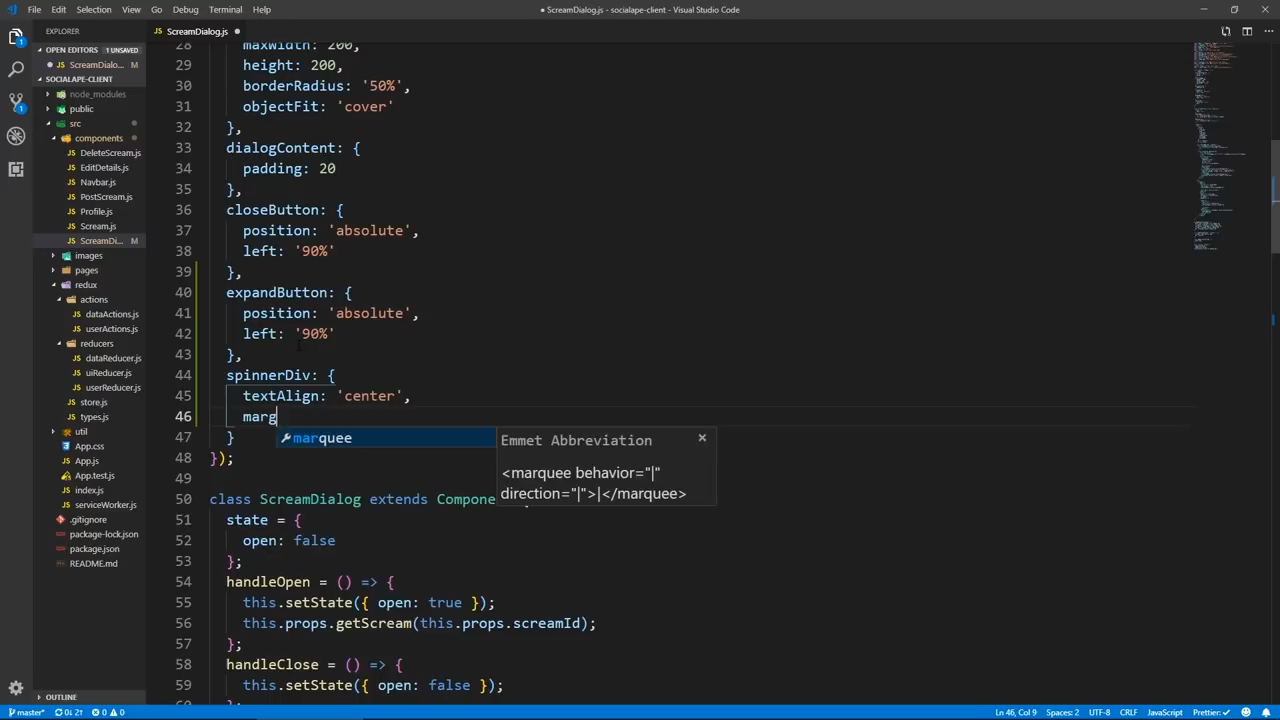 File Edit Selection View Go Debug Terminal Help
● ScreamDialog.js - socialape-client - Visual Studio Code
EXPLORER
ScreamDialog.js
OPEN EDITORS 1 UNSAVED
ScreamDialo... M
SOCIALAPE-CLIENT
node_modules
public
src
components
DeleteScream.js
EditDetails.js
Navbar.js
PostScream.js
Profile.js
Scream.js
ScreamDi... M
images
pages
redux
actions
dataActions.js
userActions.js
reducers
dataReducer.js
uiReducer.js
userReducer.js
store.js
types.js
util
App.css
App.js
App.test.js
index.js
serviceWorker.js
.gitignore
package-lock.json
package.json
README.md
OUTLINE
28 maxWidth: 200,
29 height: 200,
30 borderRadius: '50%',
31 objectFit: 'cover'
32 },
33 dialogContent: {
34 padding: 20
35 },
36 closeButton: {
37 position: 'absolute',
38 left: '90%'
39 },
40 expandButton: {
41 position: 'absolute',
42 left: '90%'
43 },
44 spinnerDiv: {
45 textAlign: 'center',
46 marg
47 }
48 });
49
50 class ScreamDialog extends Compone
51 state = {
52 open: false
53 };
54 handleOpen = () => {
55 this.setState({ open: true });
56 this.props.getScream(this.props.screamId);
57 };
58 handleClose = () => {
59 this.setState({ open: false });
marquee
Emmet Abbreviation
<marquee behavior="|"
direction="|">|</marquee>
master* 0↓ 2↑ 0 0
Ln 46, Col 9 Spaces: 2 UTF-8 CRLF JavaScript Prettier: ✓